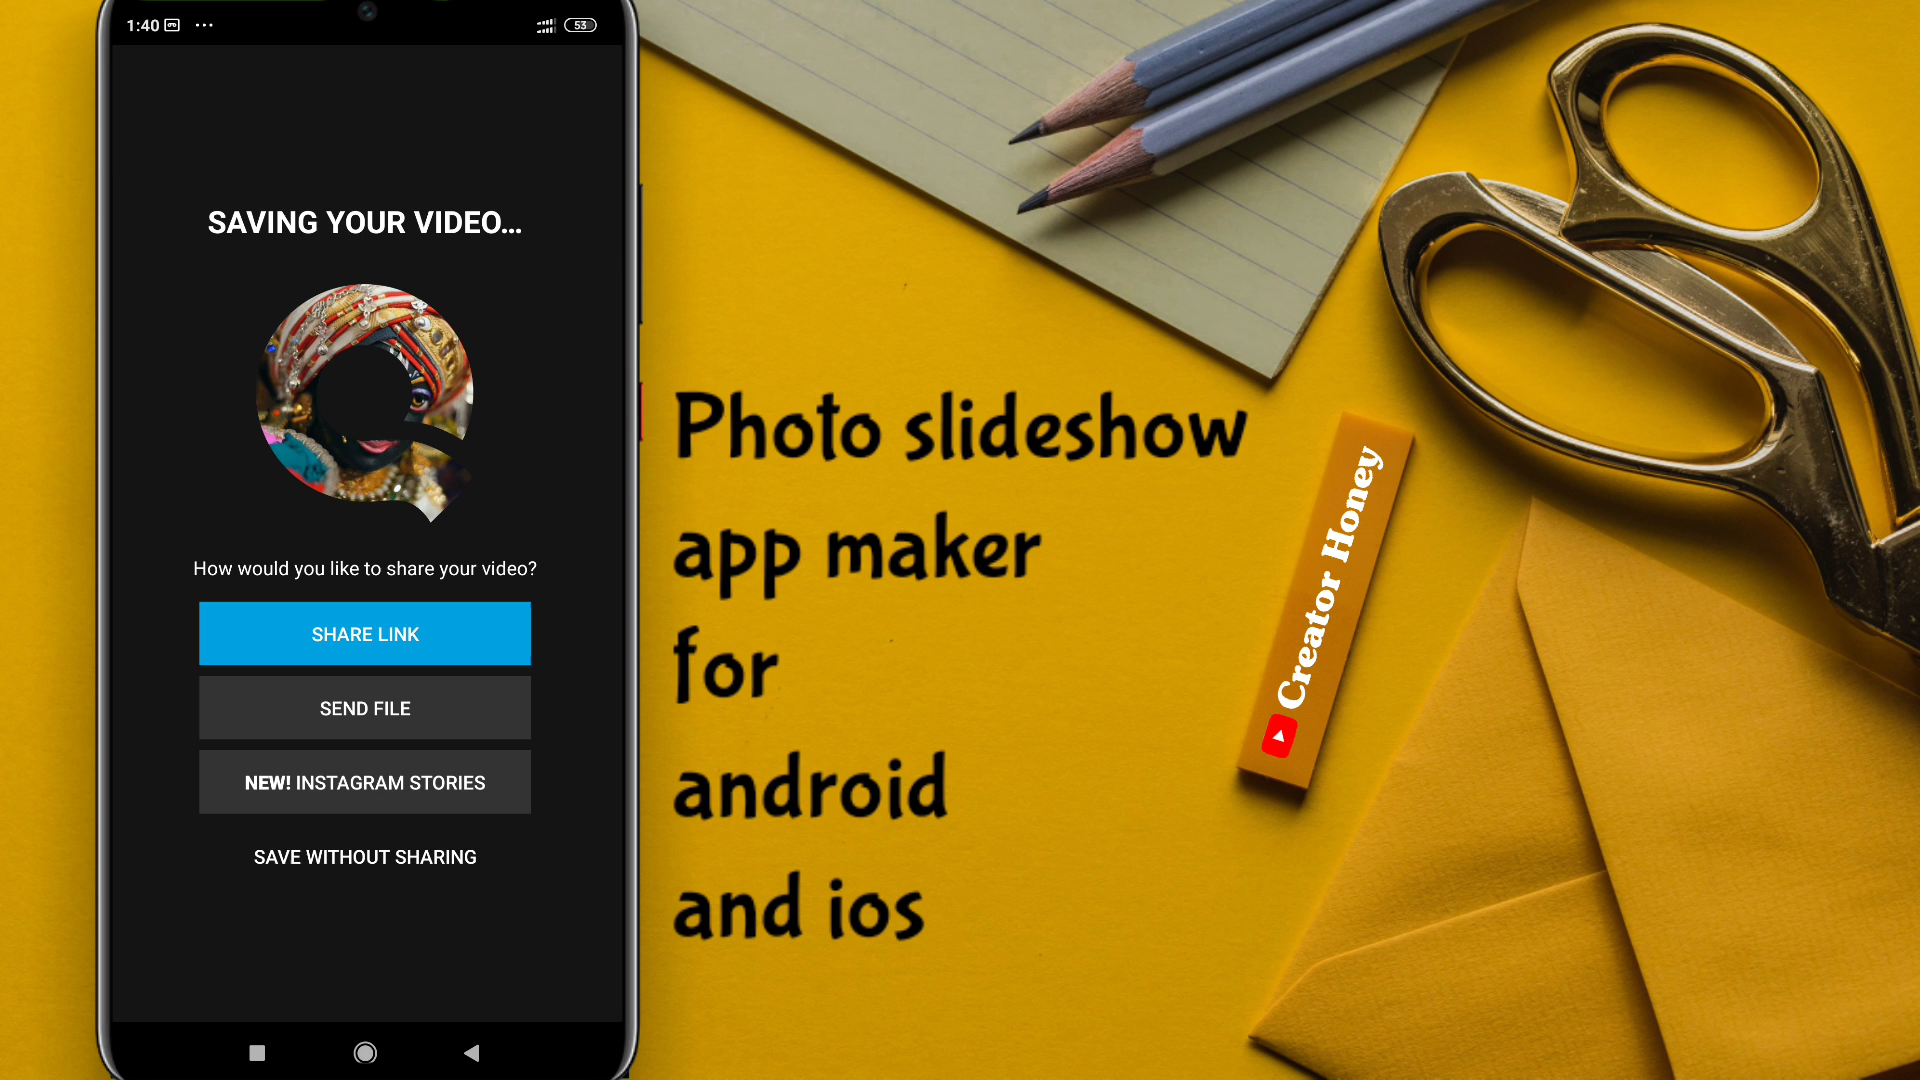 1:40
53
SAVING YOUR VIDEO...
How would you like to share your video?
SHARE LINK
SEND FILE
NEW! INSTAGRAM STORIES
SAVE WITHOUT SHARING
Photo slideshow
app maker
for
android
and ios
Creator Honey